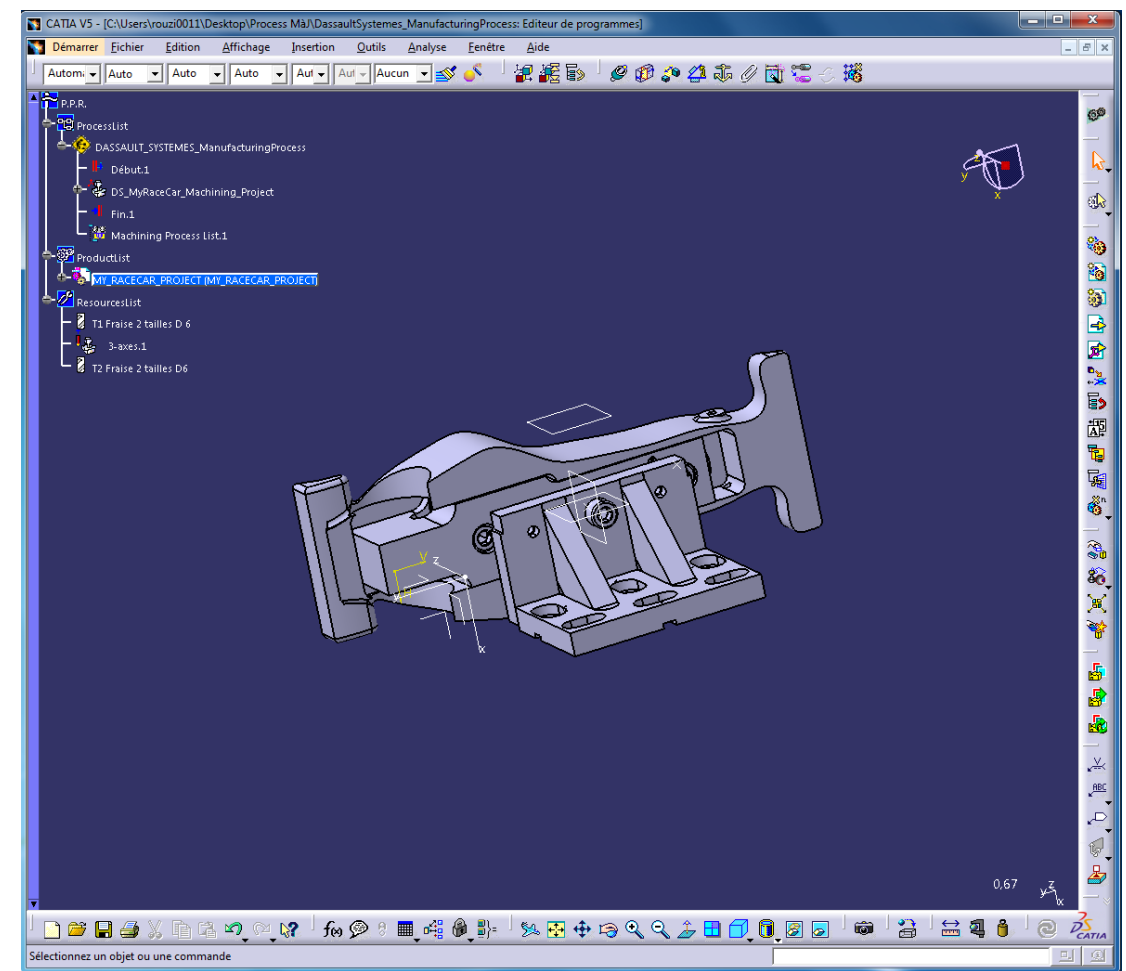 CATIA V5 - [C:\Users\rouzi0011\Desktop\Process MàJ\DassaultSystemes_ManufacturingProcess: Editeur de programmes]
Démarrer Fichier Edition Affichage Insertion Outils Analyse Fenêtre Aide
Auto Auto Auto Aucun
P.P.R.
ProcessList
DASSAULT_SYSTEMES_ManufacturingProcess
Début.1
DS_MyRaceCar_Machining_Project
Fin.1
Machining Process List.1
ProductList
MY_RACECAR_PROJECT (MY_RACECAR_PROJECT)
ResourcesList
T1 Fraise 2 tailles D 6
3-axes.1
T2 Fraise 2 tailles D6
z
y
x
V
z
H
y
x
ABC
0,67
z
y
x
f(x)
CATIA
Sélectionnez un objet ou une commande